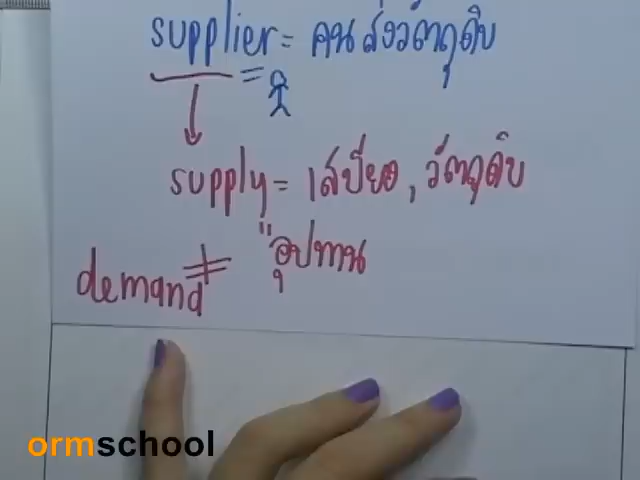 supplier = คนส่งวัตถุดิบ
supply = เสบียง, วัตถุดิบ
"อุปทาน
demand ≠
ormschool